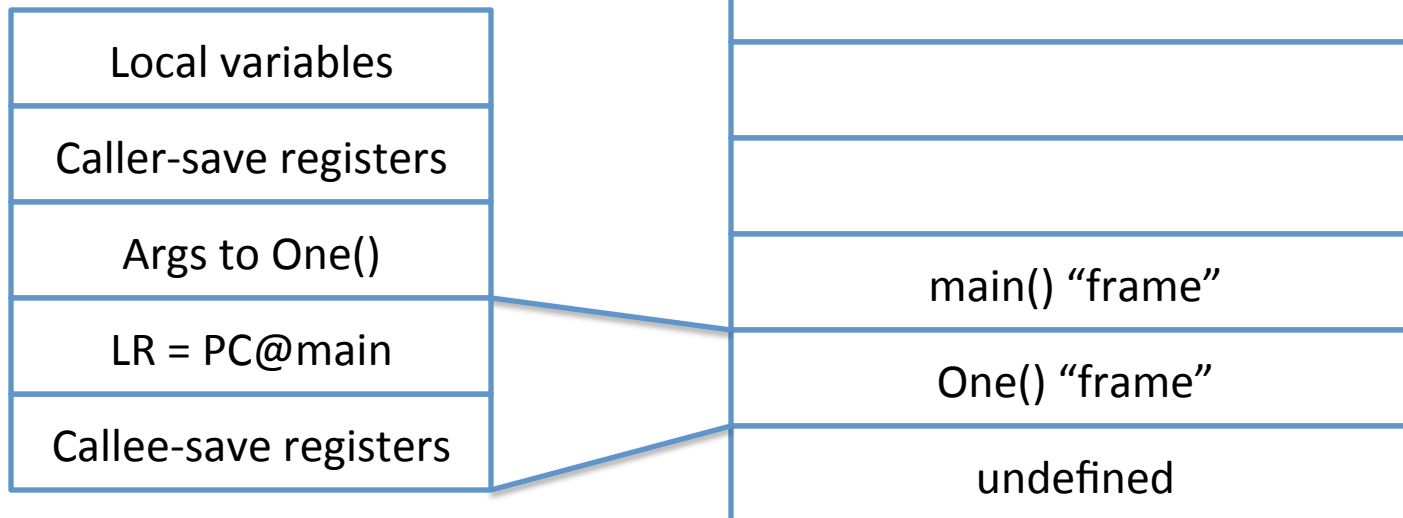 Local variables
Caller-save registers
Args to One()
LR = PC@main
Callee-save registers
main() “frame”
One() “frame”
undefined